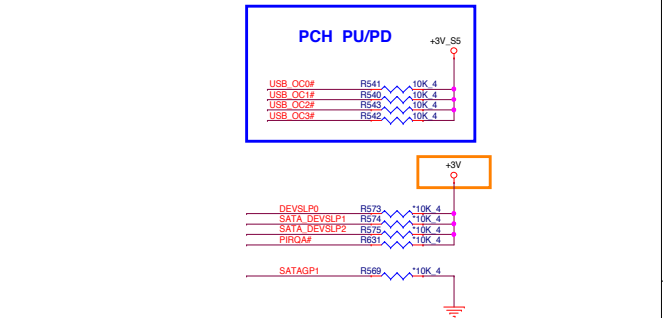 PCH PU/PD
+3V_S5
USB_OC0# R541 10K_4
USB_OC1# R540 10K_4
USB_OC2# R543 10K_4
USB_OC3# R542 10K_4
+3V
DEVSLP0 R573 *10K_4
SATA_DEVSLP1 R574 *10K_4
SATA_DEVSLP2 R575 *10K_4
PIRQA# R631 *10K_4
SATAGP1 R569 *10K_4